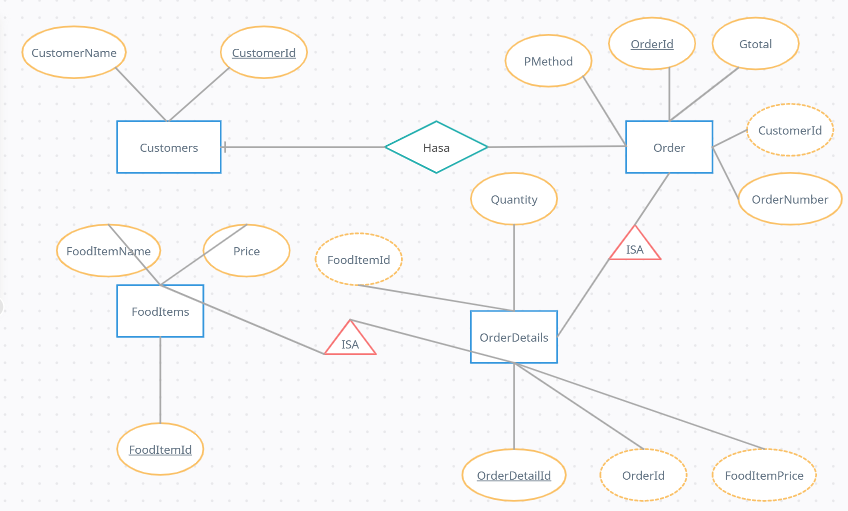 CustomerName
CustomerId
PMethod
OrderId
Gtotal
CustomerId
Customers
Hasa
Order
Quantity
OrderNumber
FoodItemName
Price
FoodItemId
ISA
FoodItems
OrderDetails
ISA
FoodItemId
OrderDetailId
OrderId
FoodItemPrice